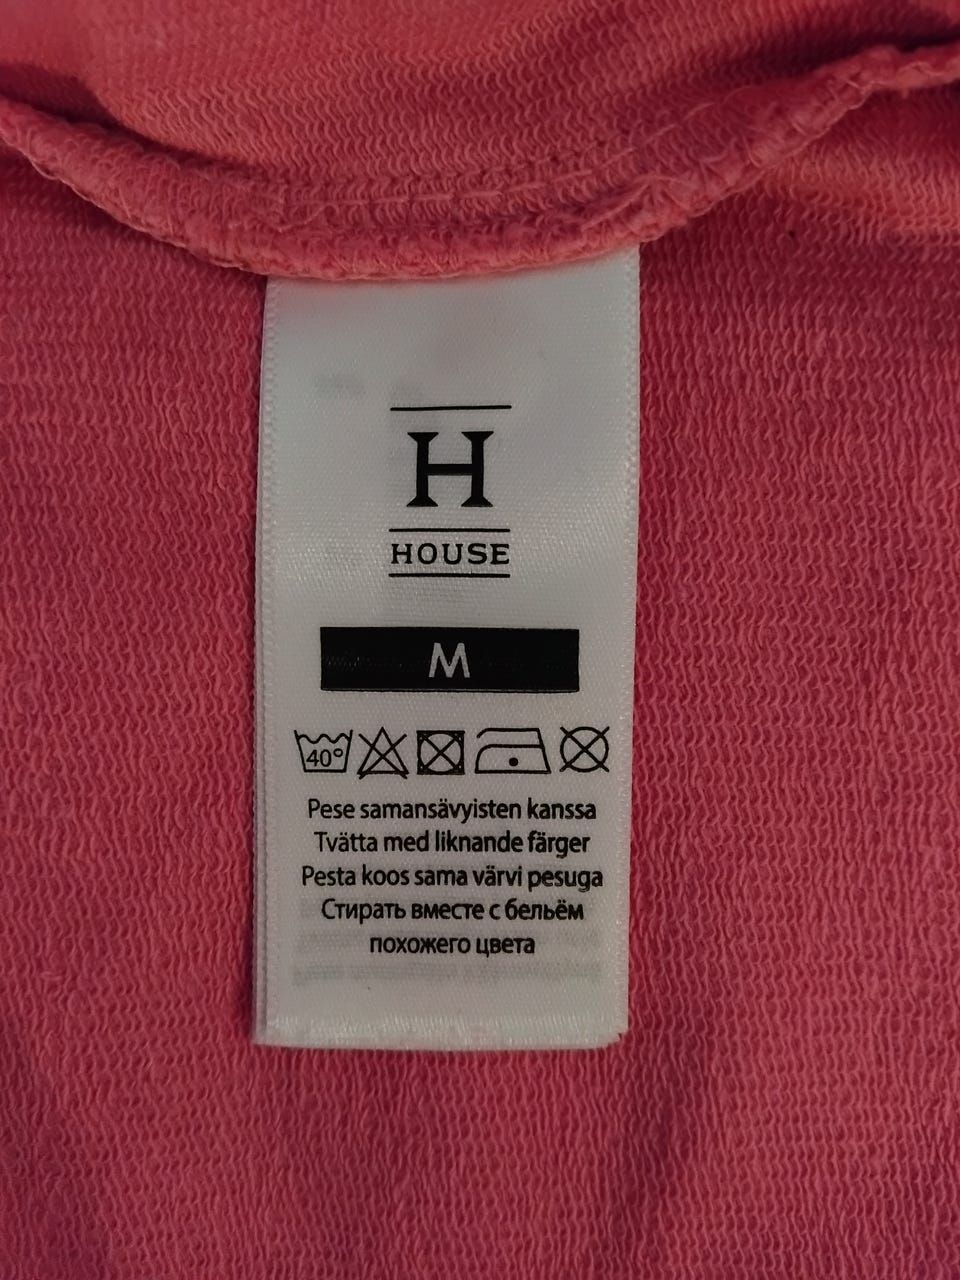 H
HOUSE
M
40°
Pese samansävyisten kanssa
Tvätta med liknande färger
Pesta koos sama värvi pesuga
Стирать вместе с бельём
похожего цвета